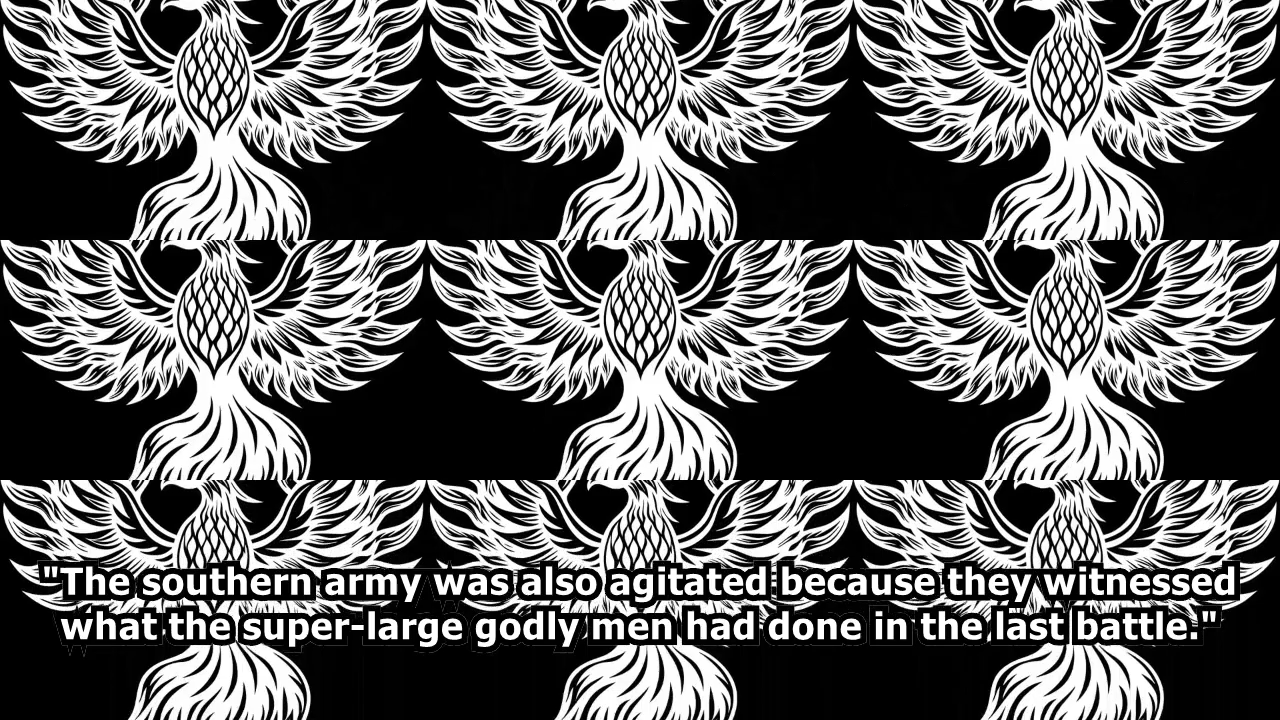 "The southern army was also agitated because they witnessed
what the super-large godly men had done in the last battle."